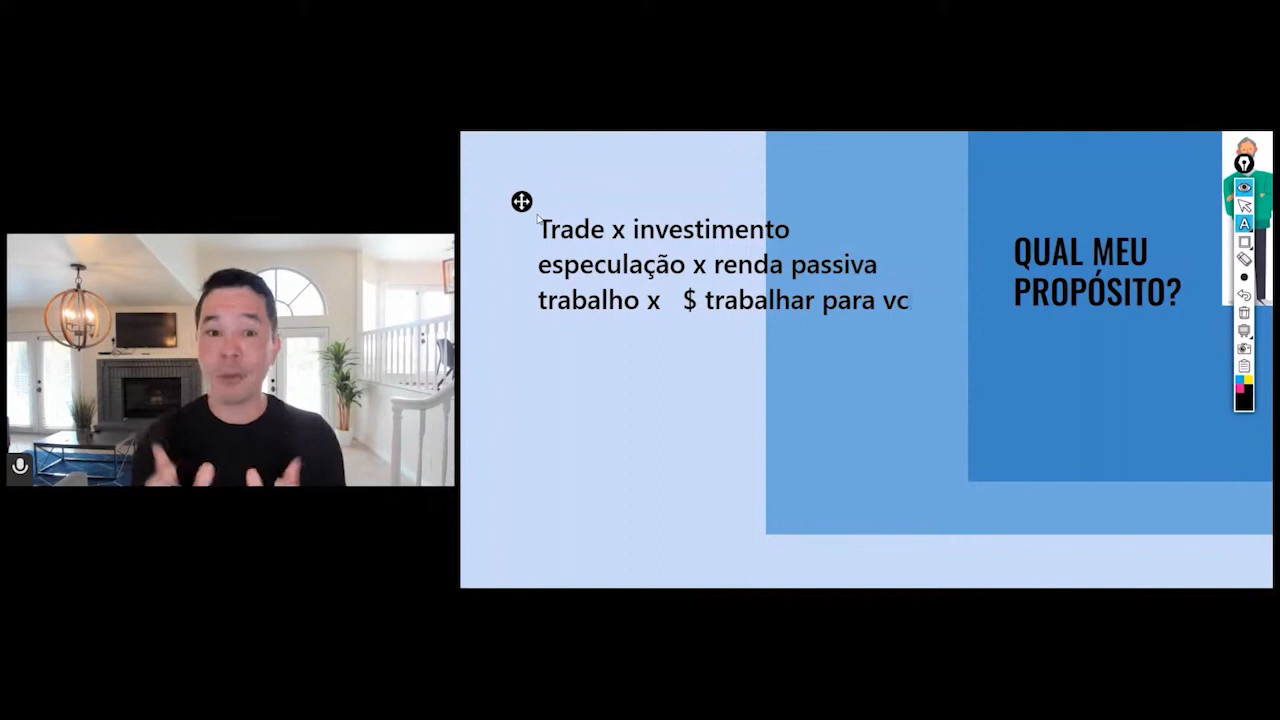 Trade x investimento
especulação x renda passiva
trabalho x $ trabalhar para vc
QUAL MEU
PROPÓSITO?
A